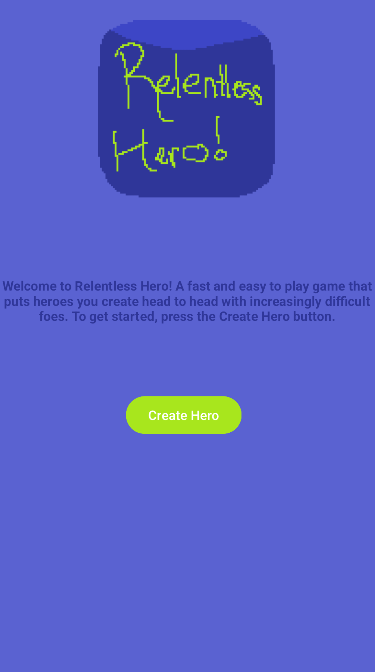 Relentless
Hero!
Welcome to Relentless Hero! A fast and easy to play game that
puts heroes you create head to head with increasingly difficult
foes. To get started, press the Create Hero button.
Create Hero